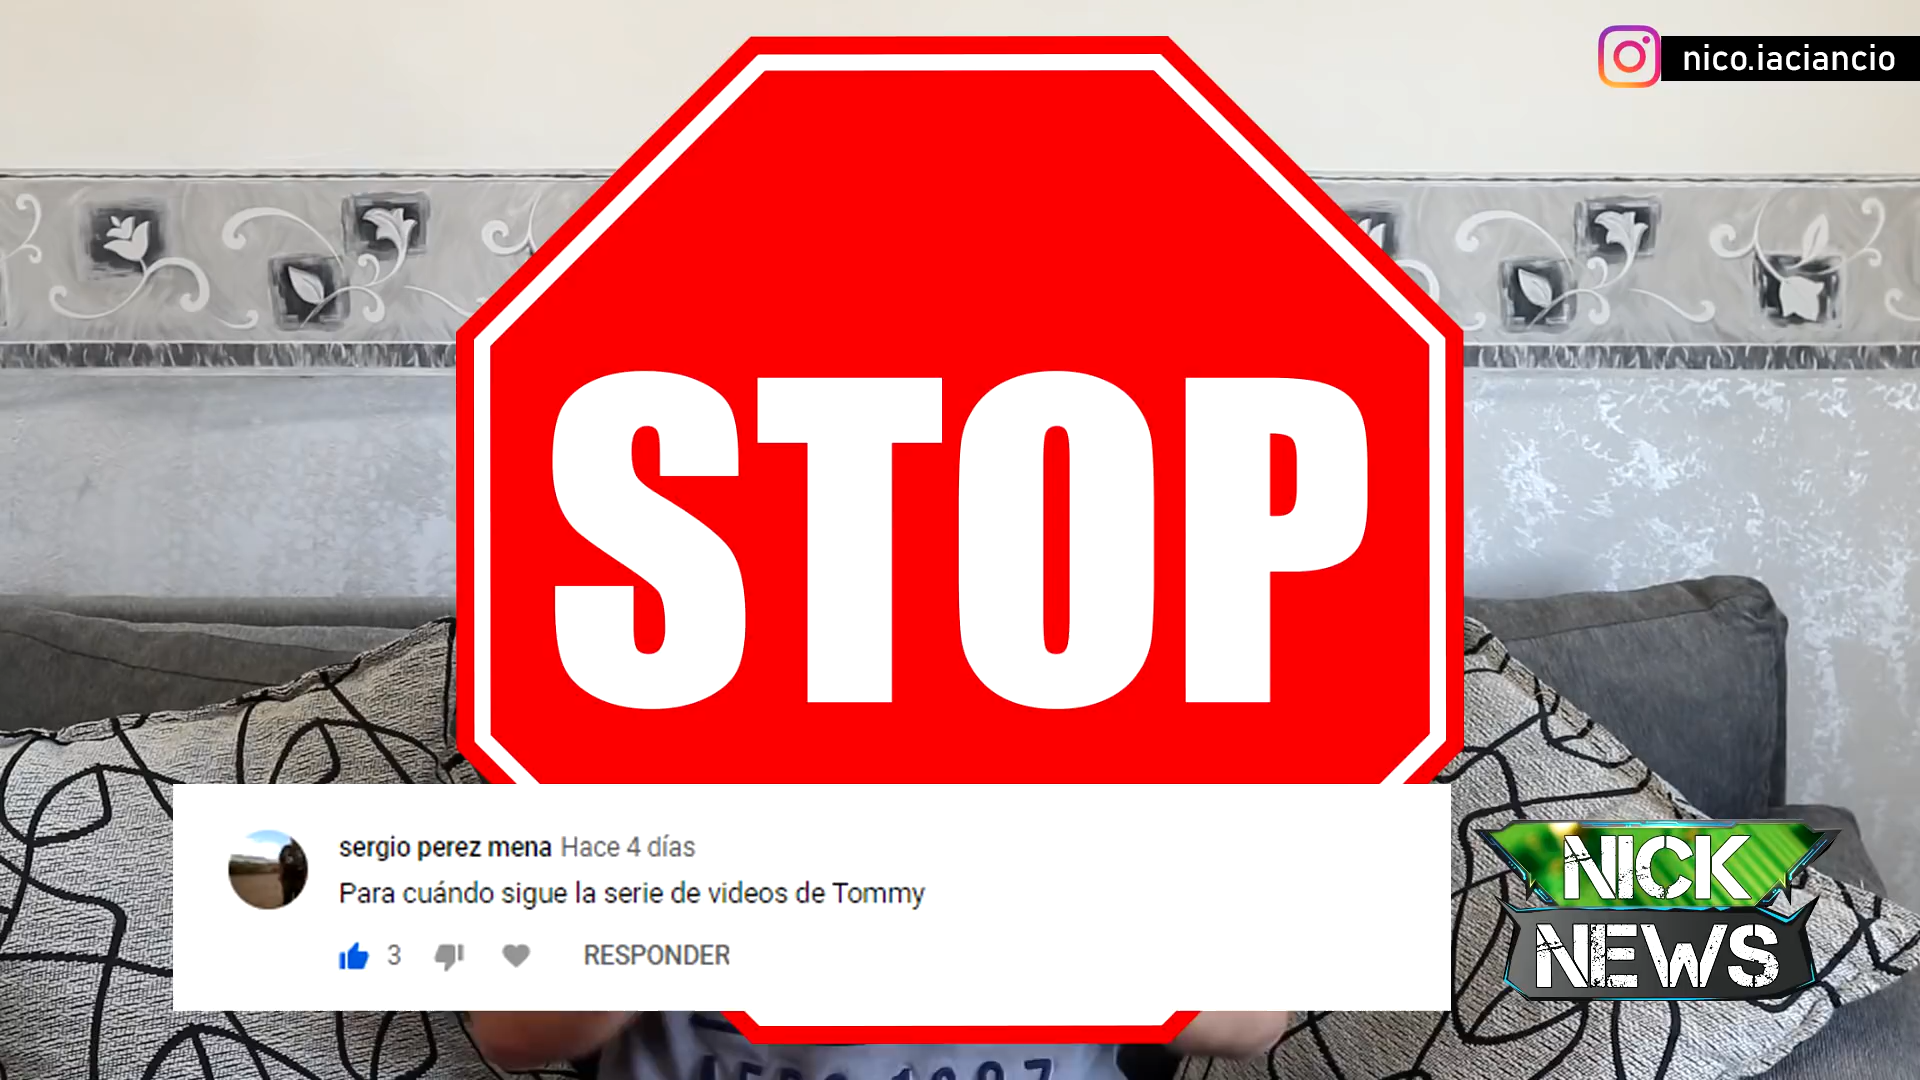 nico.iaciancio
STOP
sergio perez mena Hace 4 días
Para cuándo sigue la serie de videos de Tommy
3
RESPONDER
NICK
NEWS